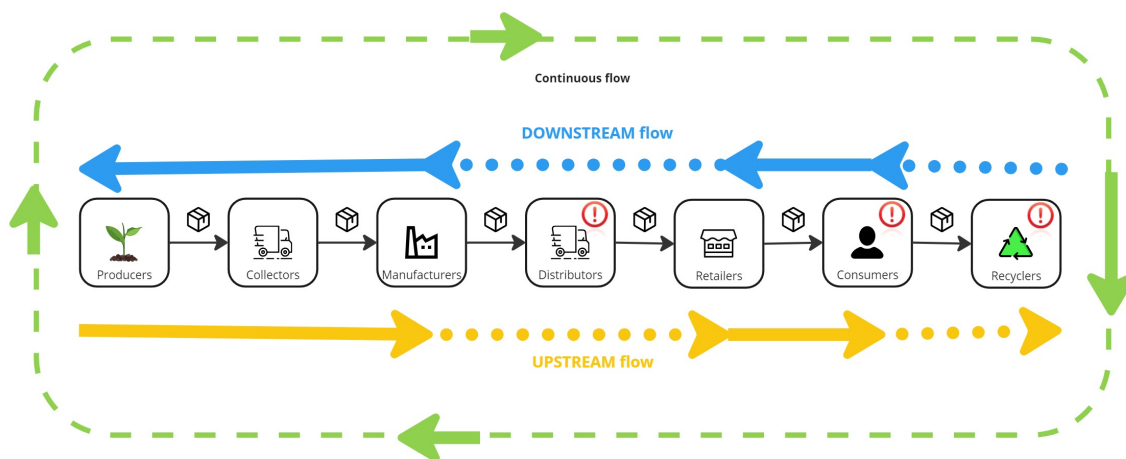 Continuous flow
DOWNSTREAM flow
Producers
Collectors
Manufacturers
Distributors
Retailers
Consumers
Recyclers
UPSTREAM flow